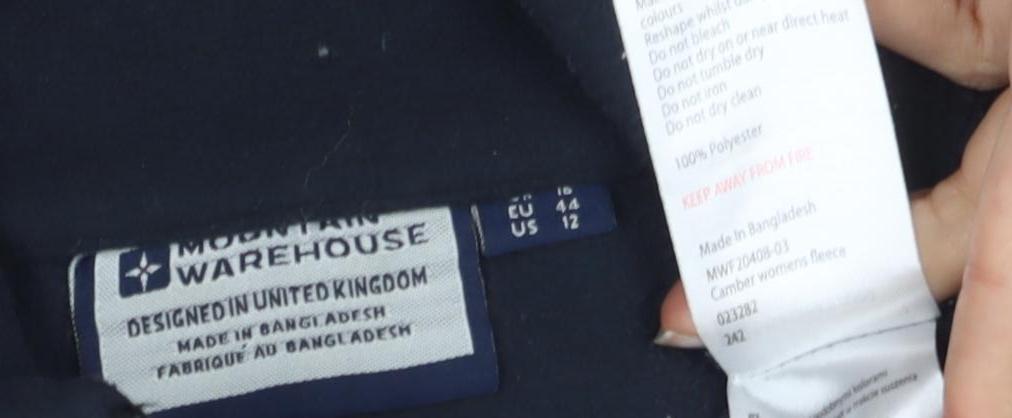 MOUNTAIN
WAREHOUSE
DESIGNED IN UNITED KINGDOM
MADE IN BANGLADESH
FABRIQUÉ AU BANGLADESH
EU 44
US 12
colours
Reshape whilst
Do not bleach
Do not dry on or near direct heat
Do not tumble dry
Do not iron
Do not dry clean
100% Polyester
KEEP AWAY FROM FIRE
Made In Bangladesh
MWF20408-03
Camber womens fleece
023282
242